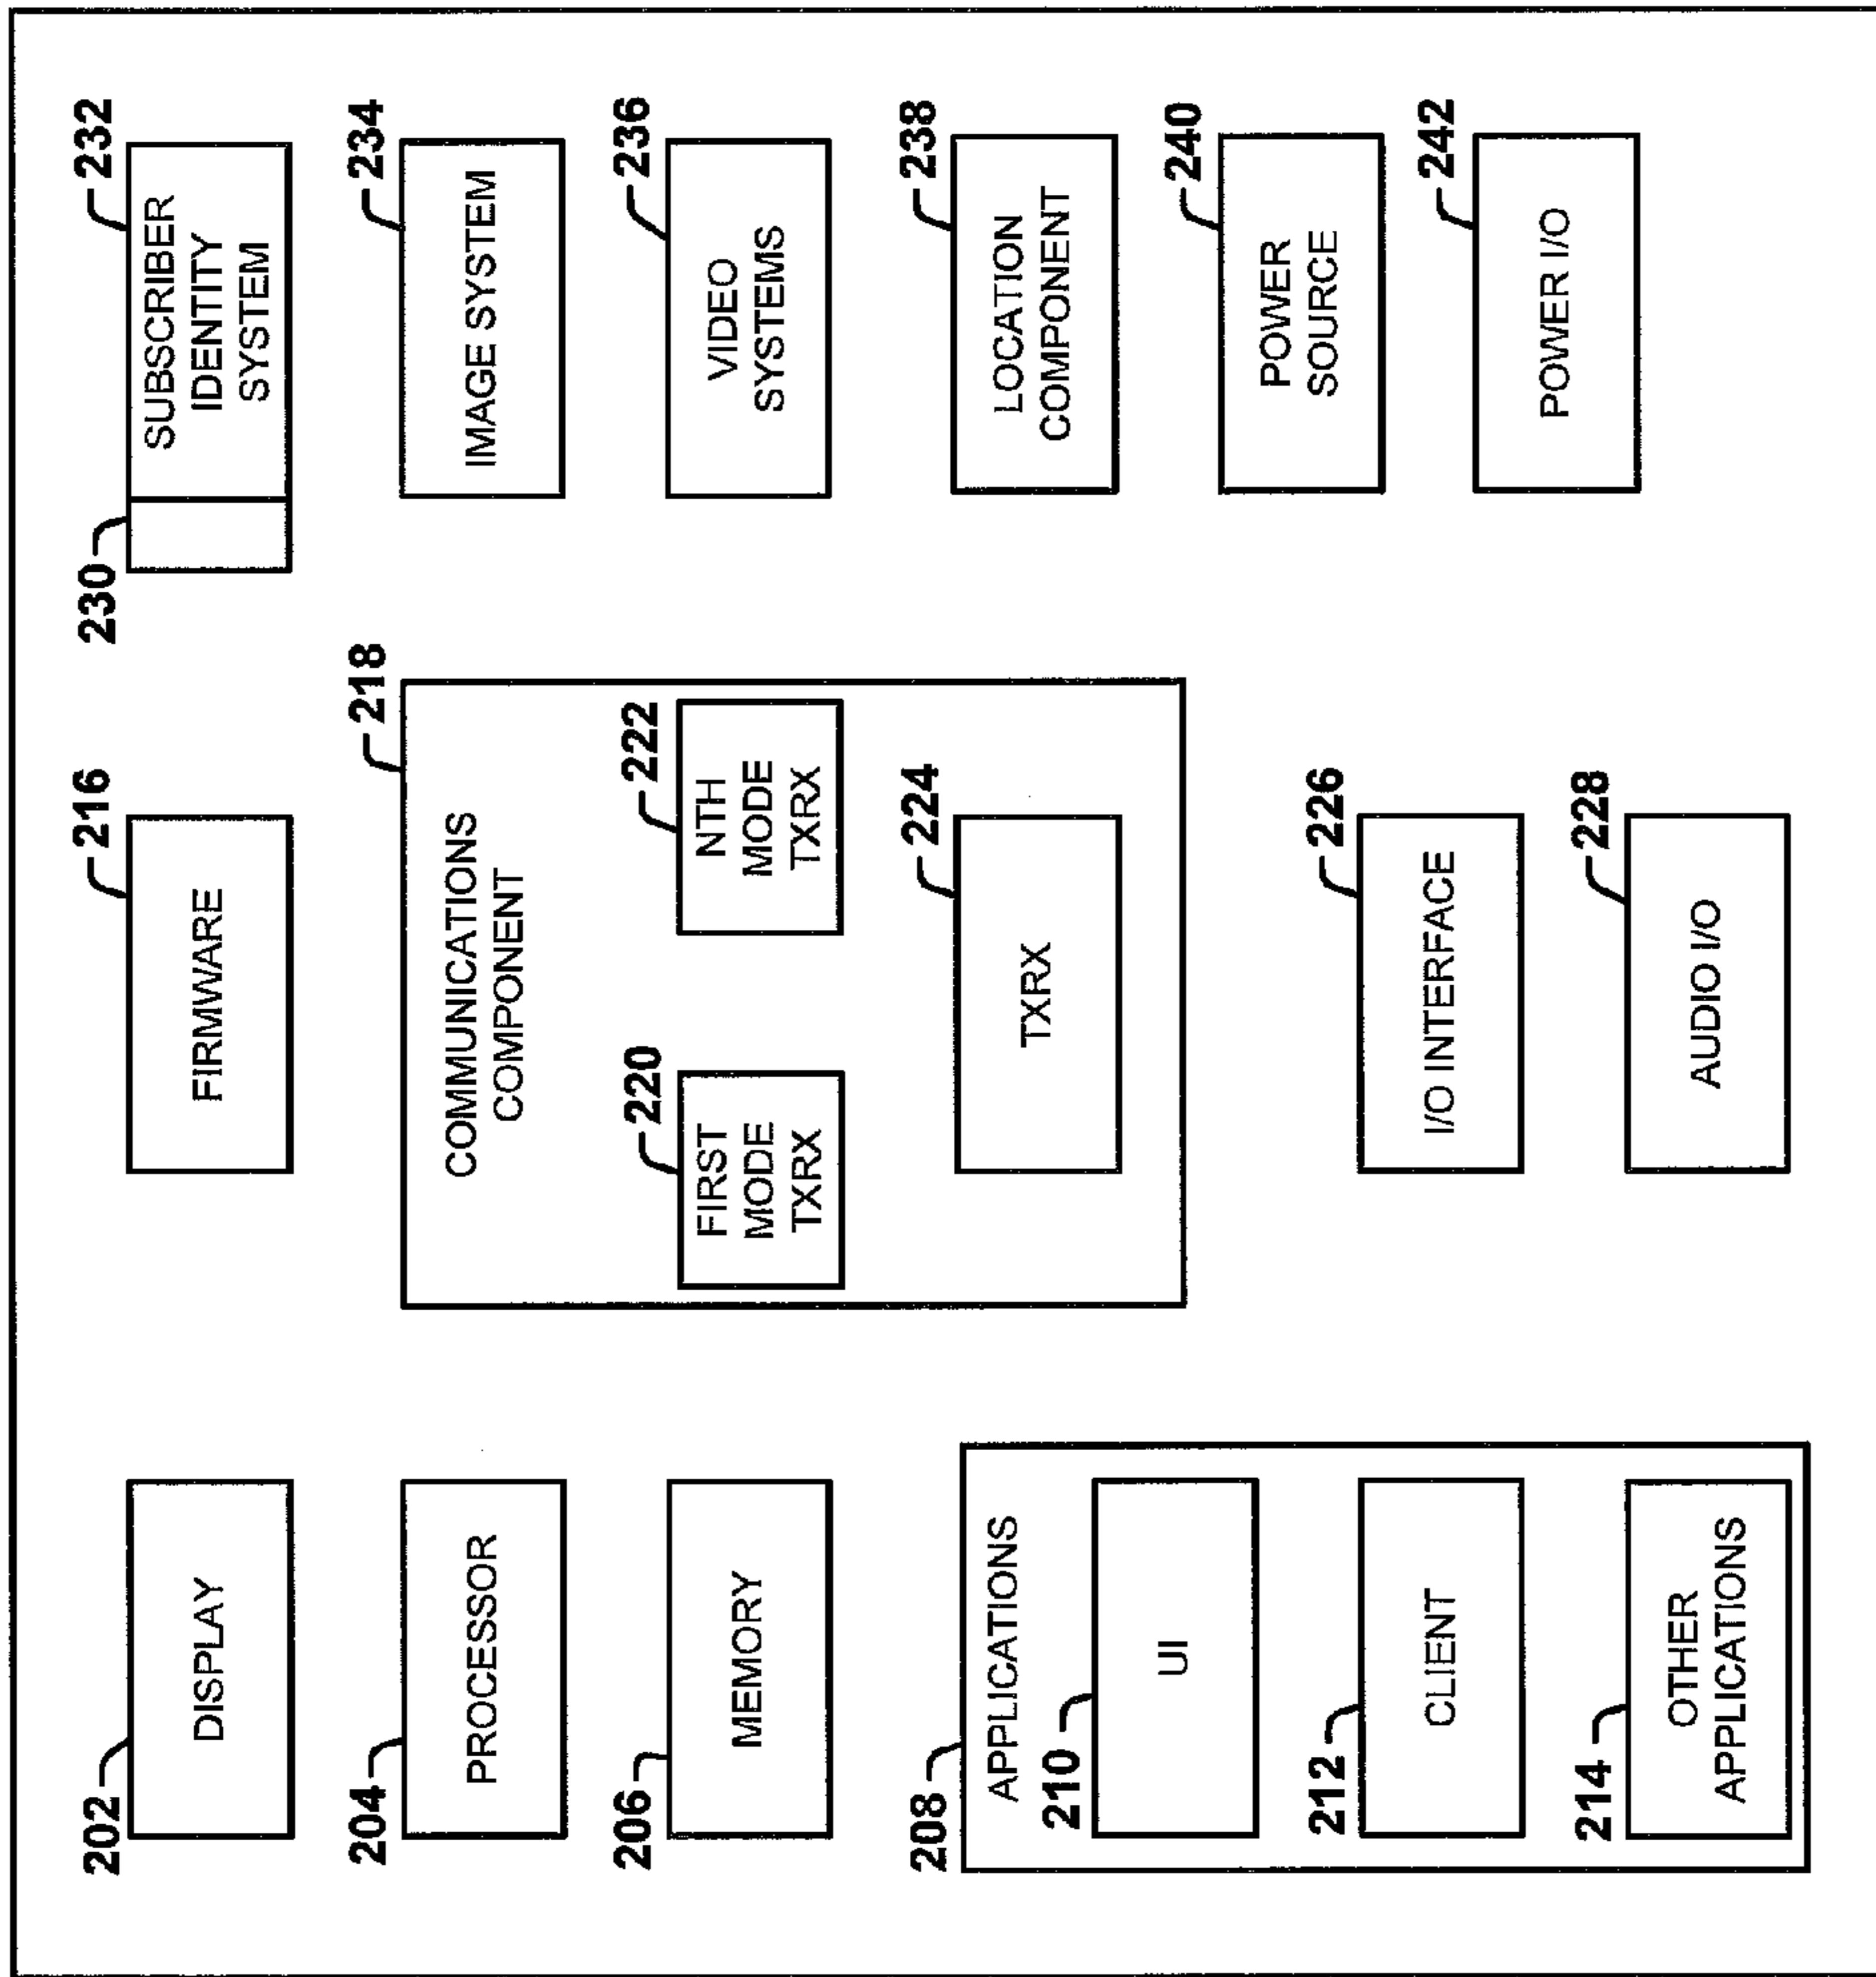 202
DISPLAY
204
PROCESSOR
206
MEMORY
208
APPLICATIONS
210
UI
212
CLIENT
214
OTHER
APPLICATIONS
216
FIRMWARE
218
COMMUNICATIONS
COMPONENT
220
FIRST
MODE
TXRX
222
NTH
MODE
TXRX
224
TXRX
226
I/O INTERFACE
228
AUDIO I/O
230
232
SUBSCRIBER
IDENTITY
SYSTEM
234
IMAGE SYSTEM
236
VIDEO
SYSTEMS
238
LOCATION
COMPONENT
240
POWER
SOURCE
242
POWER I/O